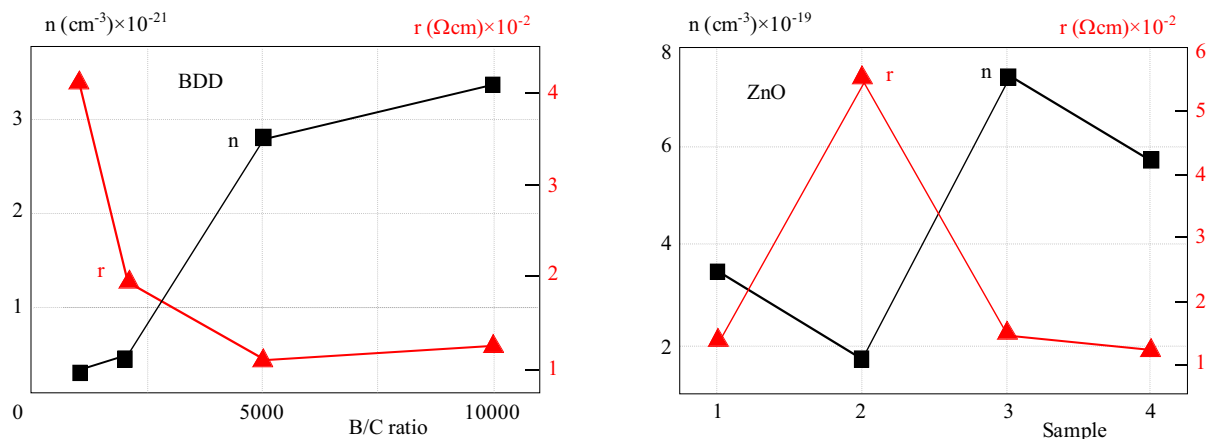 n (cm⁻³)×10⁻²¹
r (Ωcm)×10⁻²
BDD
n
r
3
2
1
0
4
3
2
1
5000
10000
B/C ratio
n (cm⁻³)×10⁻¹⁹
r (Ωcm)×10⁻²
ZnO
r
n
8
6
4
2
6
5
4
3
2
1
1
2
3
4
Sample